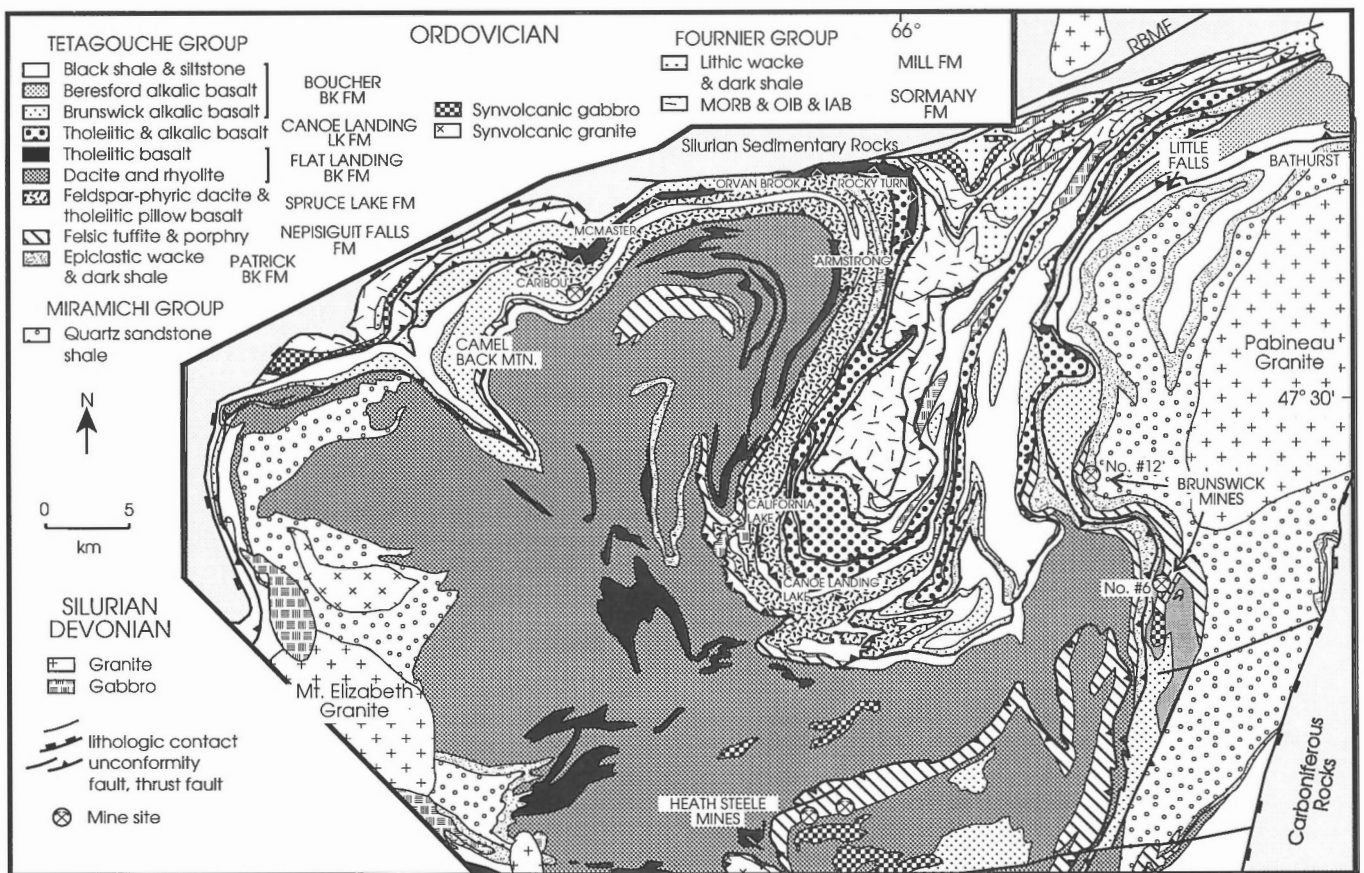 TETAGOUCHE GROUP
Black shale & siltstone
Beresford alkalic basalt
Brunswick alkalic basalt
Tholeiitic & alkalic basalt
Tholeiitic basalt
Dacite and rhyolite
Feldspar-phyric dacite &
tholeiitic pillow basalt
Felsic tuffite & porphry
Epiclastic wacke
& dark shale
BOUCHER
BK FM
CANOE LANDING
LK FM
FLAT LANDING
BK FM
SPRUCE LAKE FM
NEPISIGUIT FALLS
FM
PATRICK
BK FM
MIRAMICHI GROUP
Quartz sandstone
shale
ORDOVICIAN
Synvolcanic gabbro
Synvolcanic granite
FOURNIER GROUP
Lithic wacke
& dark shale
MORB & OIB & IAB
MILL FM
SORMANY
FM
66°
RBMF
Silurian Sedimentary Rocks
LITTLE
FALLS
BATHURST
ORVAN BROOK
ROCKY TURN
MCMASTER
ARMSTRONG
CARIBOU
CAMEL
BACK MTN.
Pabineau
Granite
47° 30'
N
0 5
km
No. #12
BRUNSWICK
MINES
CALIFORNIA
LAKE
CANOE LANDING
LAKE
No. #6
SILURIAN
DEVONIAN
Granite
Gabbro
lithologic contact
unconformity
fault, thrust fault
Mine site
Mt. Elizabeth
Granite
HEATH STEELE
MINES
Carboniferous
Rocks